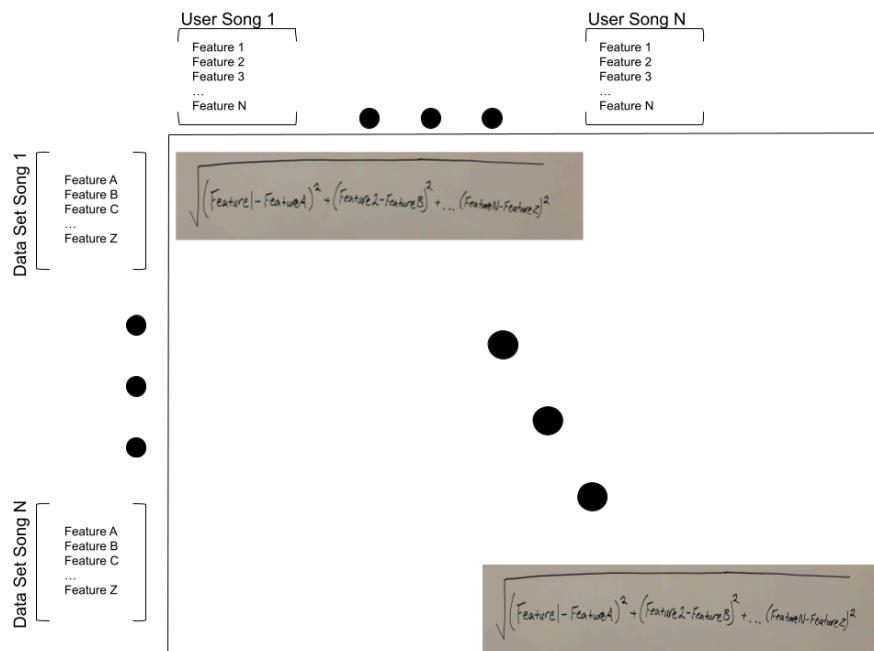 User Song 1
Feature 1
Feature 2
Feature 3
...
Feature N
User Song N
Feature 1
Feature 2
Feature 3
...
Feature N
Data Set Song 1
Feature A
Feature B
Feature C
...
Feature Z
√(Feature1-FeatureA)² + (Feature2-FeatureB)² + ... (FeatureN-FeatureZ)²
Data Set Song N
Feature A
Feature B
Feature C
...
Feature Z
√(Feature1-FeatureA)² + (Feature2-FeatureB)² + ... (FeatureN-FeatureZ)²